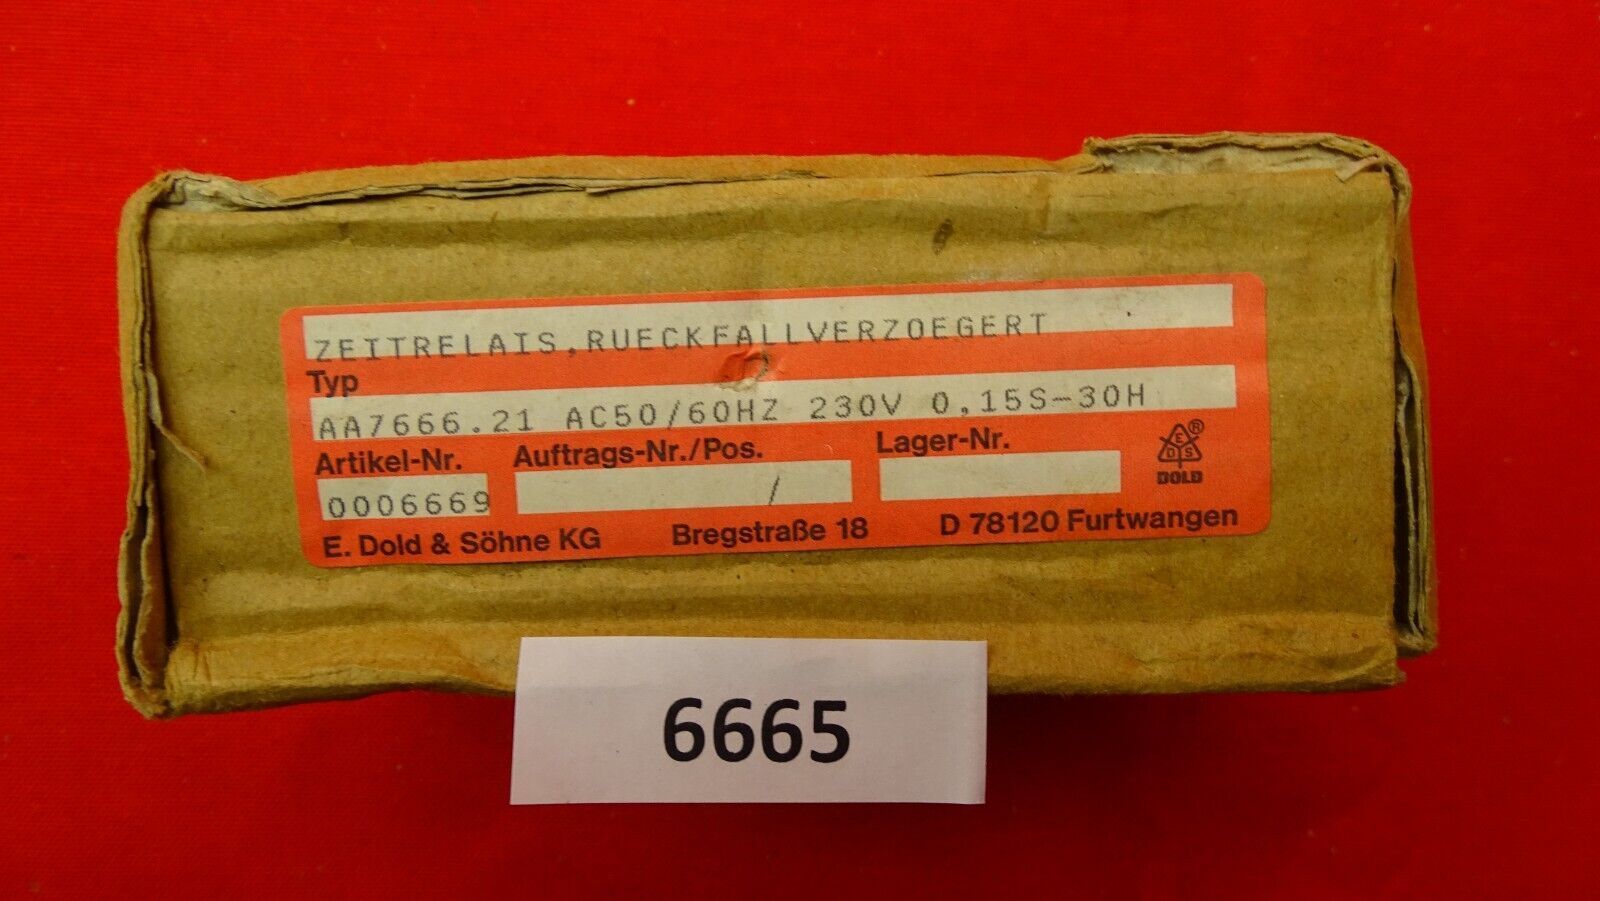 ZEITRELAIS,RUECKFALLVERZOEGERT
Typ
AA7666.21 AC50/60HZ 230V 0,15S-30H
Artikel-Nr. Auftrags-Nr./Pos. Lager-Nr.
0006669 /
E D S ®
DOLD
E. Dold & Söhne KG Bregstraße 18 D 78120 Furtwangen
6665